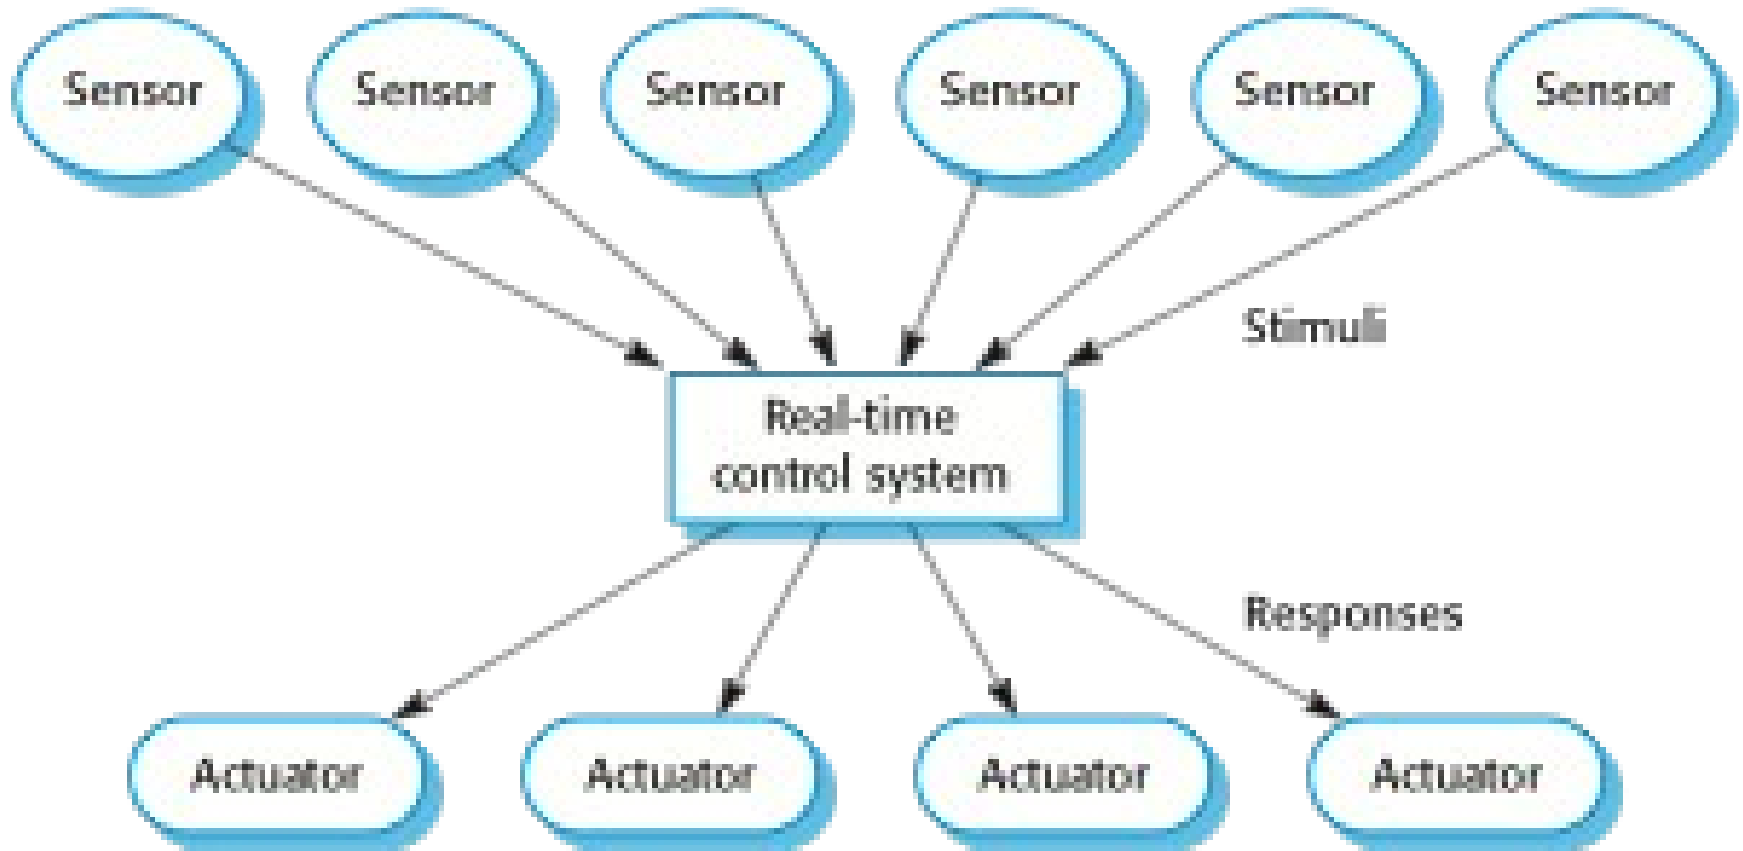 Sensor
Sensor
Sensor
Sensor
Sensor
Sensor
Stimuli
Real-time
control system
Responses
Actuator
Actuator
Actuator
Actuator